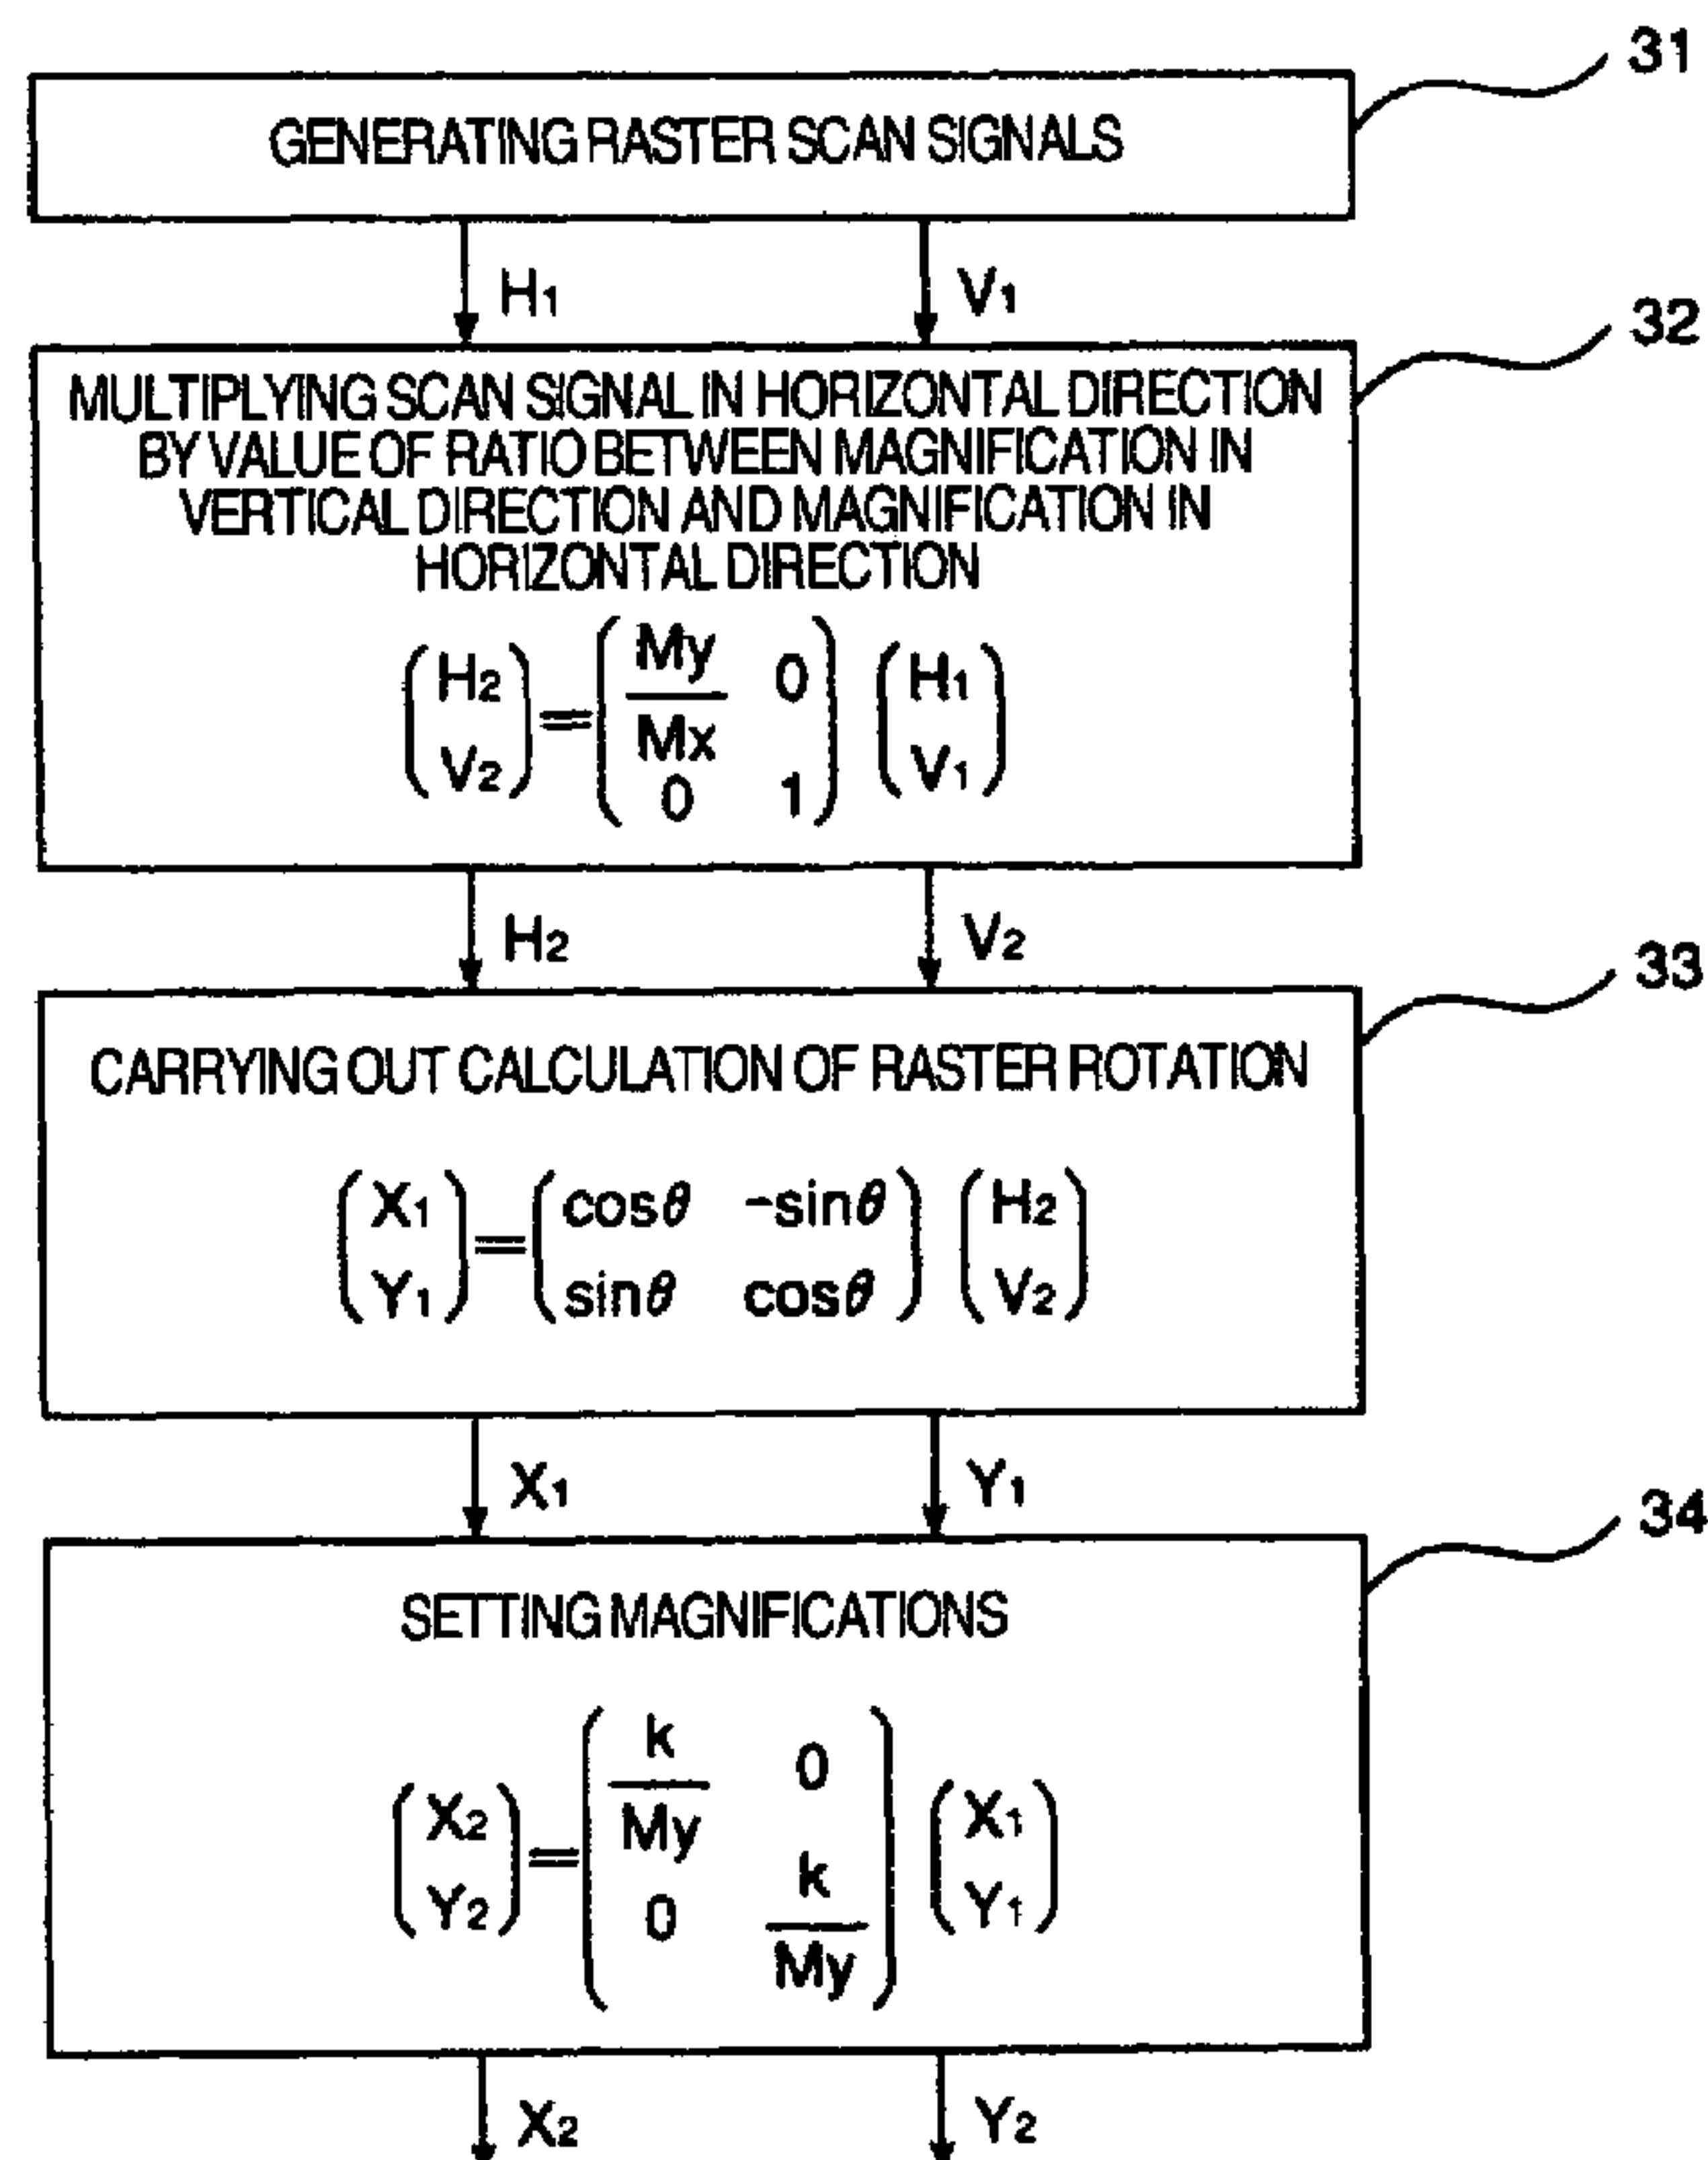 31
GENERATING RASTER SCAN SIGNALS
H1 V1
32
MULTIPLYING SCAN SIGNAL IN HORIZONTAL DIRECTION
BY VALUE OF RATIO BETWEEN MAGNIFICATION IN
VERTICAL DIRECTION AND MAGNIFICATION IN
HORIZONTAL DIRECTION
(H2 V2) = (My/Mx 0 0 1) (H1 V1)
H2 V2
33
CARRYING OUT CALCULATION OF RASTER ROTATION
(X1 Y1) = (cosθ -sinθ sinθ cosθ) (H2 V2)
X1 Y1
34
SETTING MAGNIFICATIONS
(X2 Y2) = (k/My 0 0 k/My) (X1 Y1)
X2 Y2